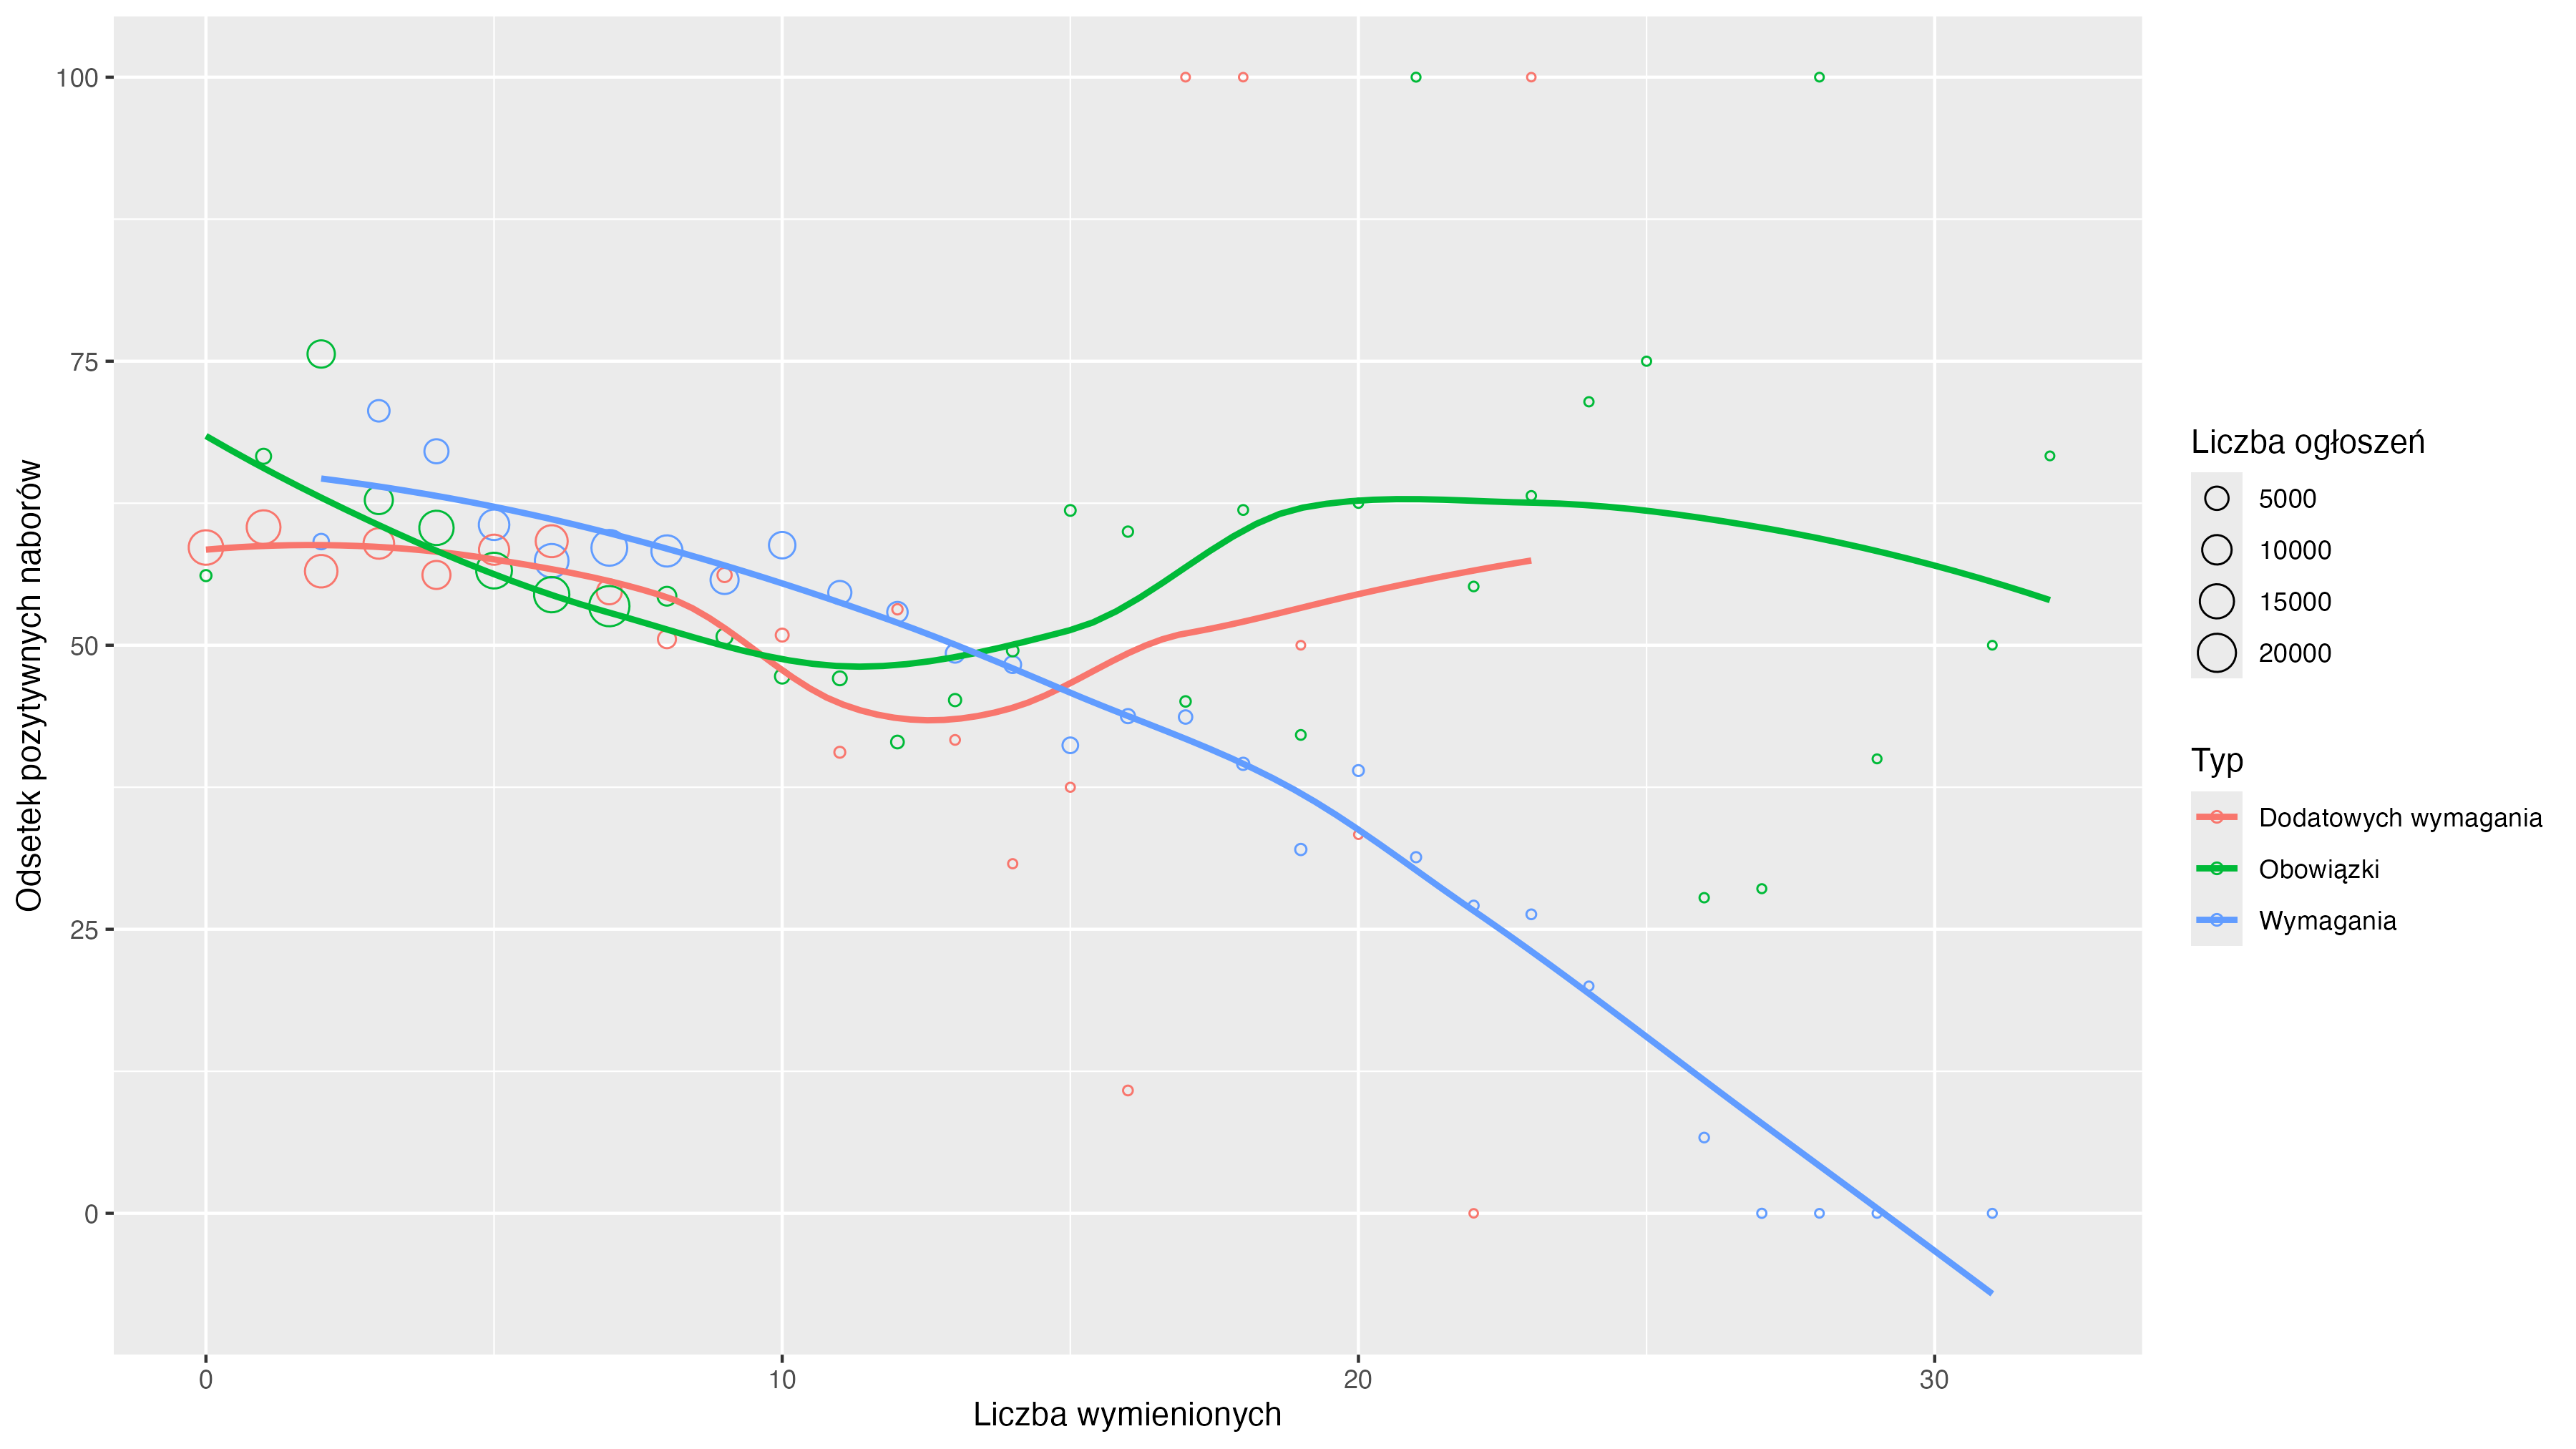 Odsetek pozytywnych naborów
100
75
50
25
0
0
10
20
30
Liczba wymienionych
Liczba ogłoszeń
5000
10000
15000
20000
Typ
Dodatowych wymagania
Obowiązki
Wymagania